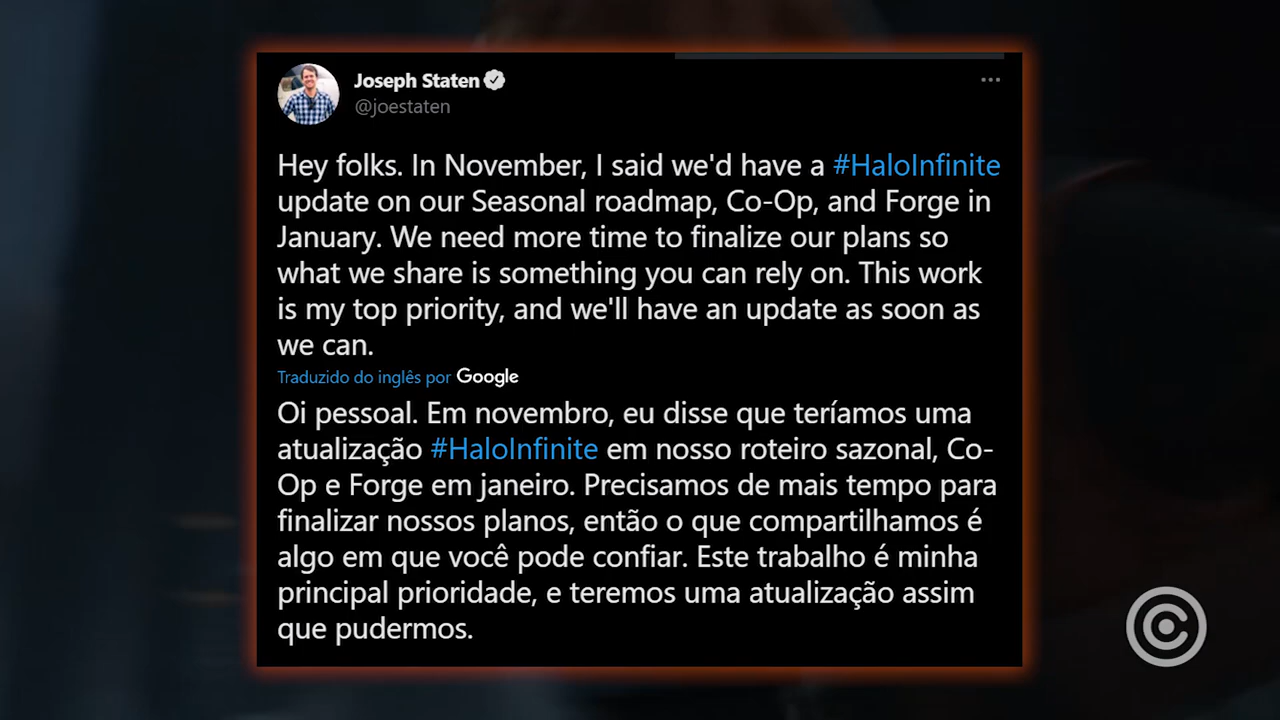 Joseph Staten
@joestaten
Hey folks. In November, I said we'd have a #HaloInfinite
update on our Seasonal roadmap, Co-Op, and Forge in
January. We need more time to finalize our plans so
what we share is something you can rely on. This work
is my top priority, and we'll have an update as soon as
we can.
Traduzido do inglês por Google
Oi pessoal. Em novembro, eu disse que teríamos uma
atualização #HaloInfinite em nosso roteiro sazonal, Co-
Op e Forge em janeiro. Precisamos de mais tempo para
finalizar nossos planos, então o que compartilhamos é
algo em que você pode confiar. Este trabalho é minha
principal prioridade, e teremos uma atualização assim
que pudermos.